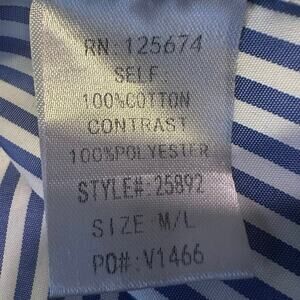 RN: 125674
SELF:
100%COTTON
CONTRAST
100%POLYESTER
STYLE#: 25892
SIZE: M/L
PO#: V1466